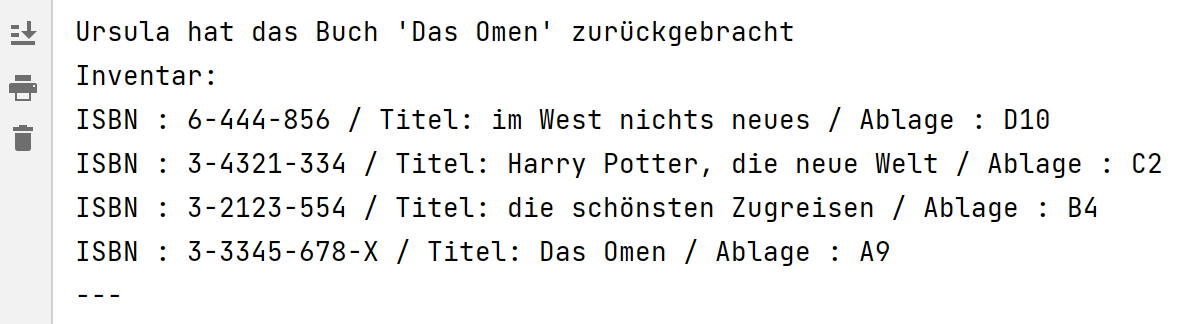 Ursula hat das Buch 'Das Omen' zurückgebracht
Inventar:
ISBN : 6-444-856 / Titel: im West nichts neues / Ablage : D10
ISBN : 3-4321-334 / Titel: Harry Potter, die neue Welt / Ablage : C2
ISBN : 3-2123-554 / Titel: die schönsten Zugreisen / Ablage : B4
ISBN : 3-3345-678-X / Titel: Das Omen / Ablage : A9
---